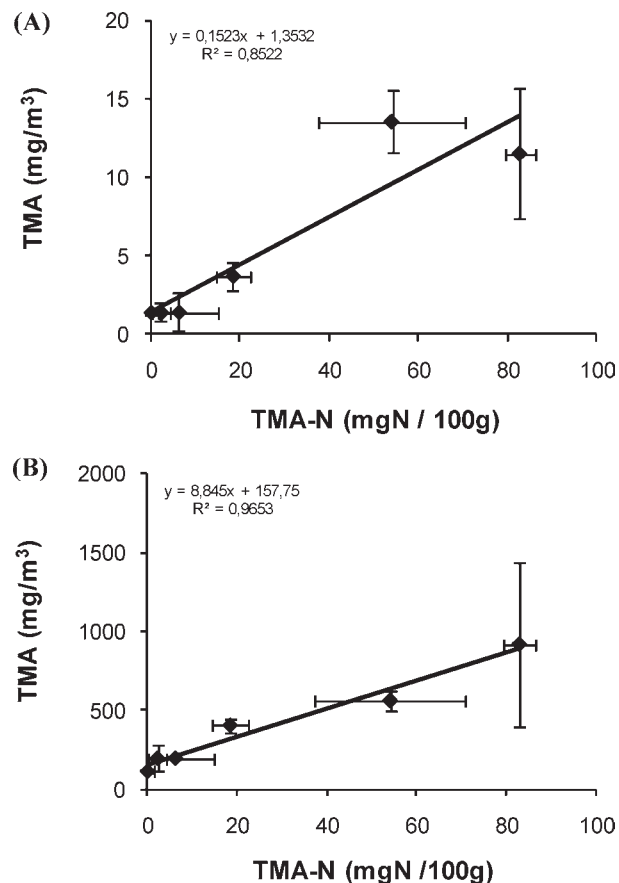 (A)
y = 0,1523x + 1,3532
R² = 0,8522
20
15
10
5
0
TMA (mg/m³)
0 20 40 60 80 100
TMA-N (mgN / 100g)
(B)
y = 8,845x + 157,75
R² = 0,9653
2000
1500
1000
500
0
TMA (mg/m³)
0 20 40 60 80 100
TMA-N (mgN /100g)